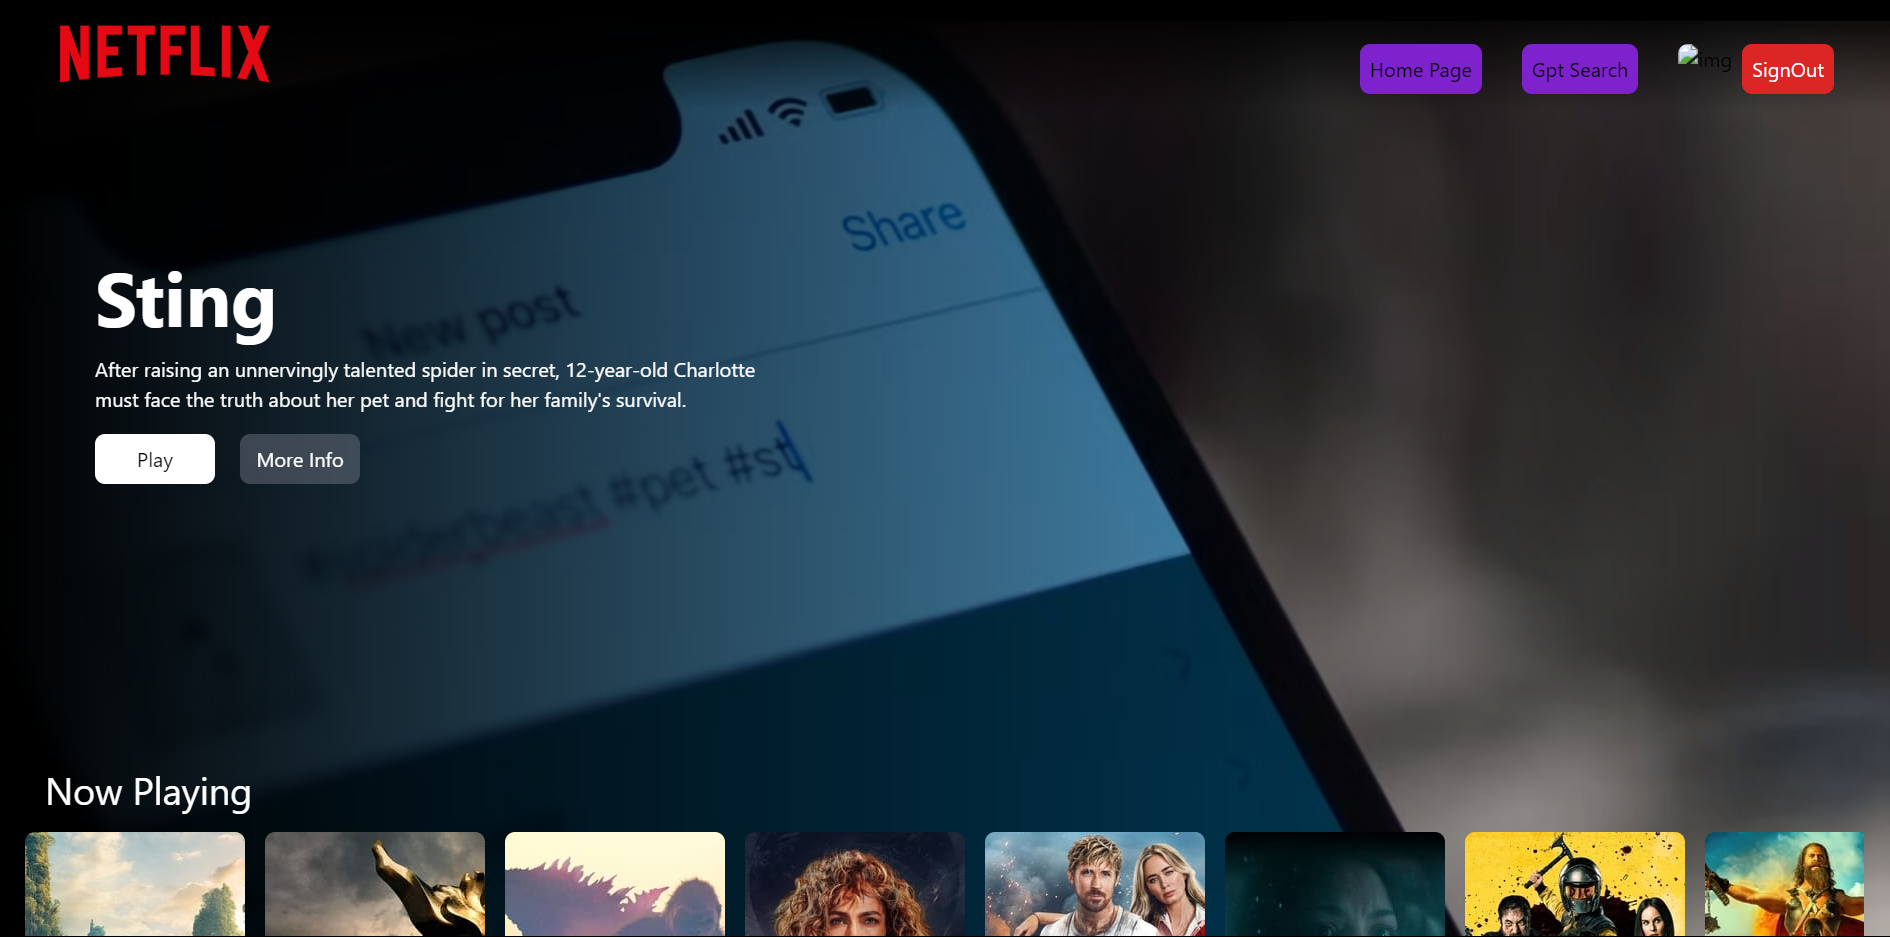 NETFLIX
Home Page
Gpt Search
img
SignOut
Share
New post
Sting
After raising an unnervingly talented spider in secret, 12-year-old Charlotte
must face the truth about her pet and fight for her family's survival.
Play
More Info
#spiderbeast #pet #st
Now Playing